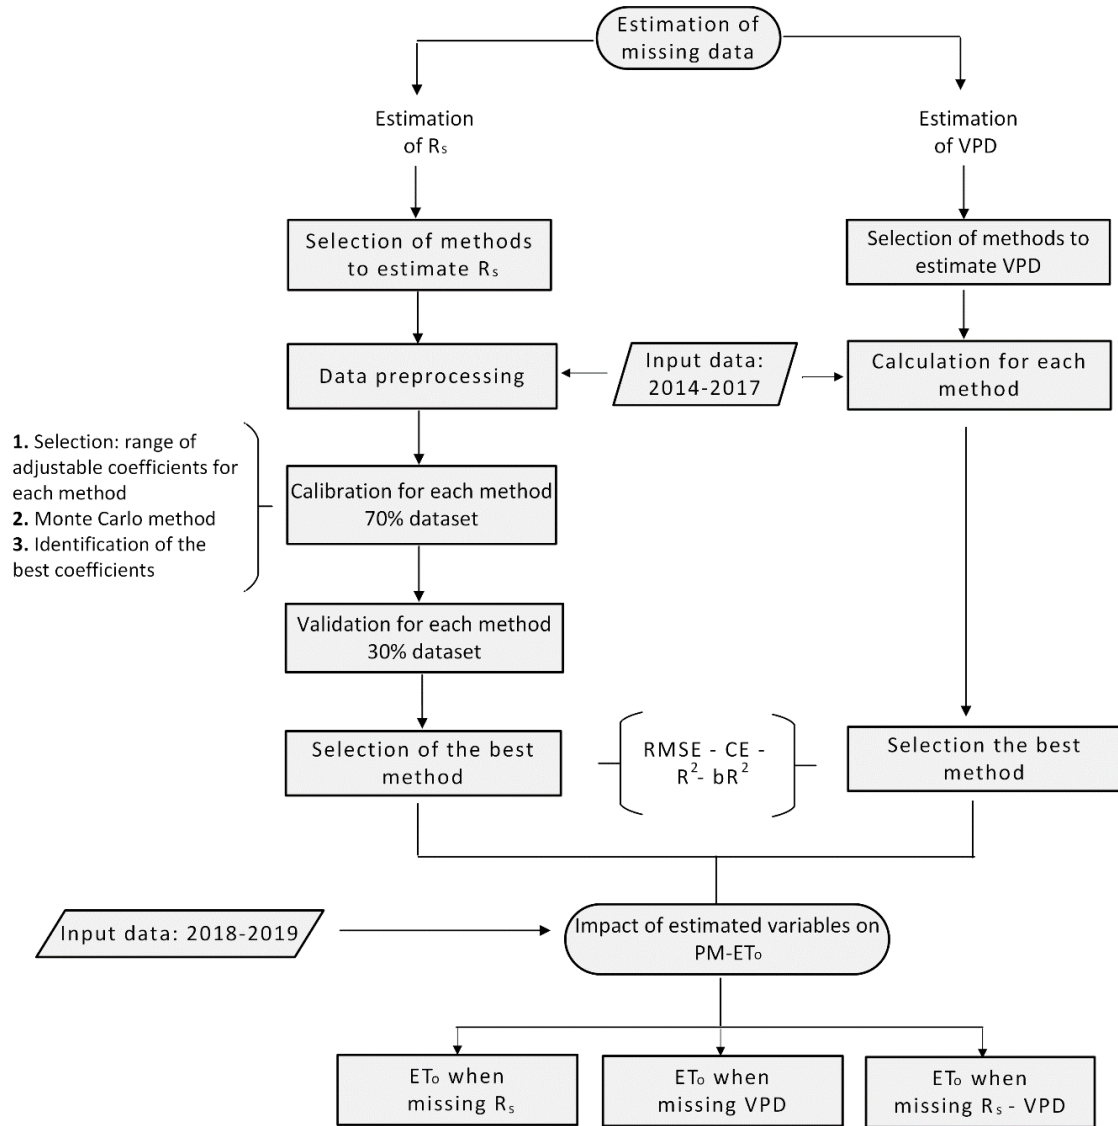 Estimation of
missing data
Estimation
of Rs
Estimation
of VPD
Selection of methods
to estimate Rs
Selection of methods to
estimate VPD
Data preprocessing
Input data:
2014-2017
Calculation for each
method
1. Selection: range of
adjustable coefficients for
each method
2. Monte Carlo method
3. Identification of the
best coefficients
Calibration for each method
70% dataset
Validation for each method
30% dataset
Selection of the best
method
RMSE - CE -
R²- bR²
Selection the best
method
Input data: 2018-2019
Impact of estimated variables on
PM-ETo
ETo when
missing Rs
ETo when
missing VPD
ETo when
missing Rs - VPD